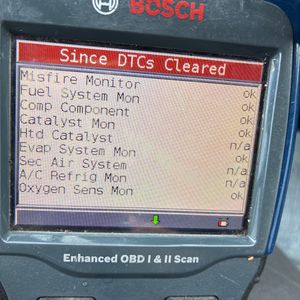 BOSCH
Since DTCs Cleared
Misfire Monitor ok
Fuel System Mon ok
Comp Component ok
Catalyst Mon ok
Htd Catalyst n/a
Evap System Mon ok
Sec Air System n/a
A/C Refrig Mon n/a
Oxygen Sens Mon ok
Enhanced OBD I & II Scan